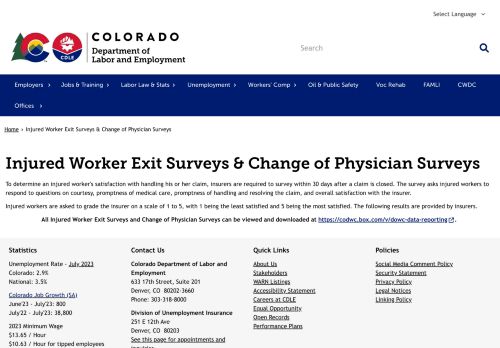 Select Language
COLORADO
Department of
Labor and Employment
CDLE
Search
Employers
Jobs & Training
Labor Law & Stats
Unemployment
Workers' Comp
Oil & Public Safety
Voc Rehab
FAMLI
CWDC
Offices
Home › Injured Worker Exit Surveys & Change of Physician Surveys
Injured Worker Exit Surveys & Change of Physician Surveys
To determine an injured worker's satisfaction with handling his or her claim, insurers are required to survey within 30 days after a claim is closed. The survey asks injured workers to
respond to questions on courtesy, promptness of medical care, promptness of handling and resolving the claim, and overall satisfaction with the insurer.
Injured workers are asked to grade the insurer on a scale of 1 to 5, with 1 being the least satisfied and 5 being the most satisfied. The following results are provided by insurers.
All Injured Worker Exit Surveys and Change of Physician Surveys can be viewed and downloaded at https://codwc.box.com/v/dowc-data-reporting.
Statistics
Unemployment Rate - July 2023
Colorado: 2.9%
National: 3.5%
Colorado Job Growth (SA)
June'23 - July'23: 800
July'22 - July'23: 38,800
2023 Minimum Wage
$13.65 / Hour
$10.63 / Hour for tipped employees
Contact Us
Colorado Department of Labor and
Employment
633 17th Street, Suite 201
Denver, CO 80202-3660
Phone: 303-318-8000
Division of Unemployment Insurance
251 E 12th Ave
Denver, CO 80203
See this page for appointments and
Quick Links
About Us
Stakeholders
WARN Listings
Accessibility Statement
Careers at CDLE
Equal Opportunity
Open Records
Performance Plans
Policies
Social Media Comment Policy
Security Statement
Privacy Policy
Legal Notices
Linking Policy